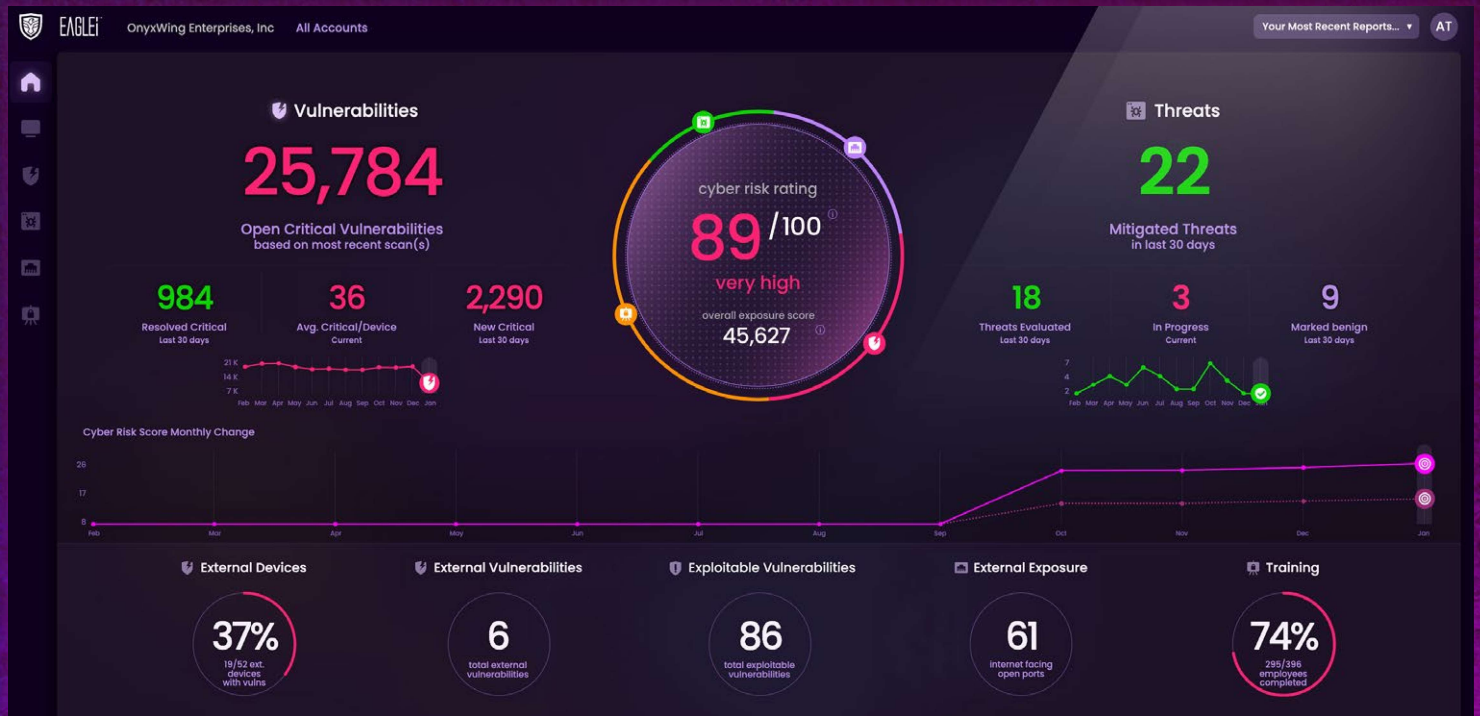 EAGLEI
OnyxWing Enterprises, Inc
All Accounts
Your Most Recent Reports...
AT
Vulnerabilities
25,784
Open Critical Vulnerabilities
based on most recent scan(s)
984
Resolved Critical
Last 30 days
36
Avg. Critical/Device
Current
2,290
New Critical
Last 30 days
21 K
14 K
7 K
Feb Mar Apr May Jun Jul Aug Sep Oct Nov Dec Jan
cyber risk rating
89 /100
very high
overall exposure score
45,627
Threats
22
Mitigated Threats
in last 30 days
18
Threats Evaluated
Last 30 days
3
In Progress
Current
9
Marked benign
Last 30 days
7
4
2
Feb Mar Apr May Jun Jul Aug Sep Oct Nov Dec
Cyber Risk Score Monthly Change
26
17
8
Feb Mar Apr May Jun Jul Aug Sep Oct Nov Dec Jan
External Devices
37%
19/52 ext.
devices
with vulns
External Vulnerabilities
6
total external
vulnerabilities
Exploitable Vulnerabilities
86
total exploitable
vulnerabilities
External Exposure
61
internet facing
open ports
Training
74%
295/396
employees
completed